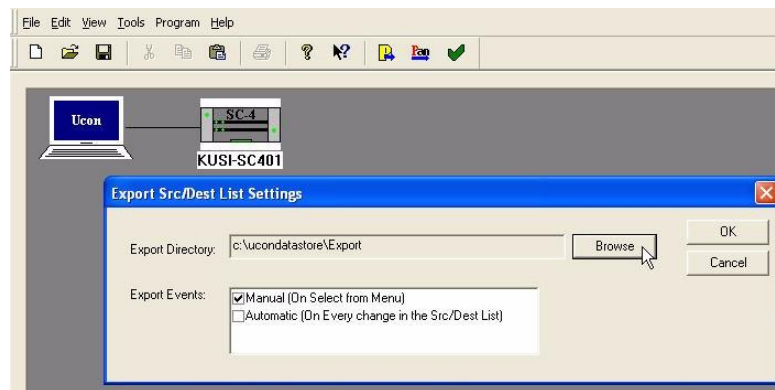 File Edit View Tools Program Help
Pan
Ucon
SC-4
KUSI-SC401
Export Src/Dest List Settings
Export Directory: c:\ucondatastore\Export Browse OK
Cancel
Export Events: Manual (On Select from Menu)
Automatic (On Every change in the Src/Dest List)